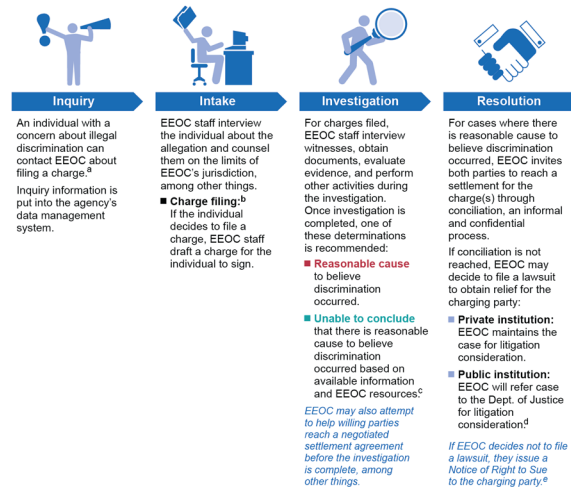 Inquiry
An individual with a
concern about illegal
discrimination can
contact EEOC about
filing a charge.a
Inquiry information is
put into the agency's
data management
system.
Intake
EEOC staff interview
the individual about the
allegation and counsel
them on the limits of
EEOC's jurisdiction,
among other things.
■ Charge filing:b
If the individual
decides to file a
charge, EEOC staff
draft a charge for the
individual to sign.
Investigation
For charges filed,
EEOC staff interview
witnesses, obtain
documents, evaluate
evidence, and perform
other activities during
the investigation.
Once investigation is
completed, one of
these determinations
is recommended:
■ Reasonable cause
to believe
discrimination
occurred.
■ Unable to conclude
that there is reasonable
cause to believe
discrimination
occurred based on
available information
and EEOC resources.c
EEOC may also attempt
to help willing parties
reach a negotiated
settlement agreement
before the investigation
is complete, among
other things.
Resolution
For cases where there
is reasonable cause to
believe discrimination
occurred, EEOC invites
both parties to reach a
settlement for the
charge(s) through
conciliation, an informal
and confidential
process.
If conciliation is not
reached, EEOC may
decide to file a lawsuit
to obtain relief for the
charging party:
■ Private institution:
EEOC maintains the
case for litigation
consideration.
■ Public institution:
EEOC will refer case
to the Dept. of Justice
for litigation
consideration.d
If EEOC decides not to file
a lawsuit, they issue a
Notice of Right to Sue
to the charging party.e